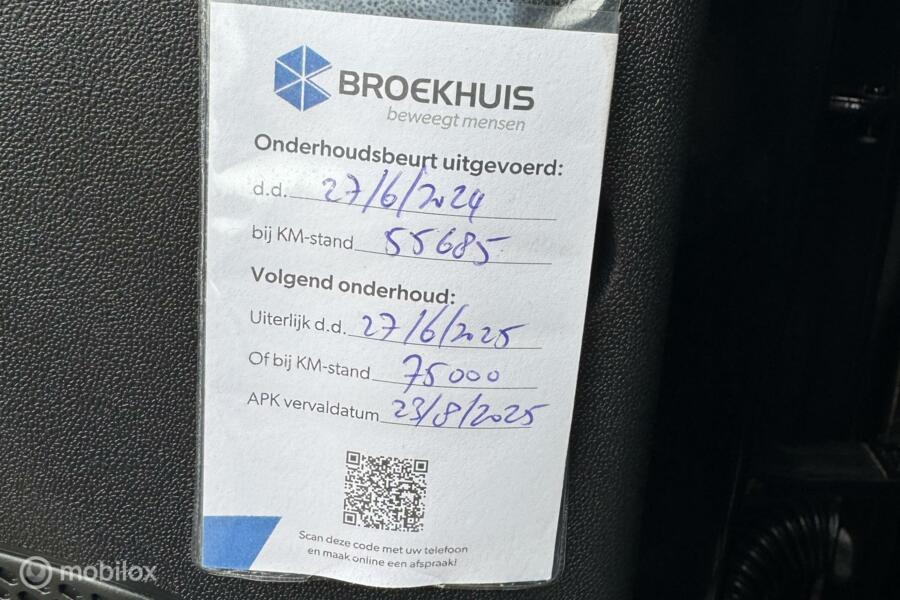 BROEKHUIS
beweegt mensen
Onderhoudsbeurt uitgevoerd:
d.d. 27/6/2024
bij KM-stand 55685
Volgend onderhoud:
Uiterlijk d.d. 27/6/2025
Of bij KM-stand 75000
APK vervaldatum 23/8/2025
Scan deze code met uw telefoon
en maak online een afspraak!
mobilox